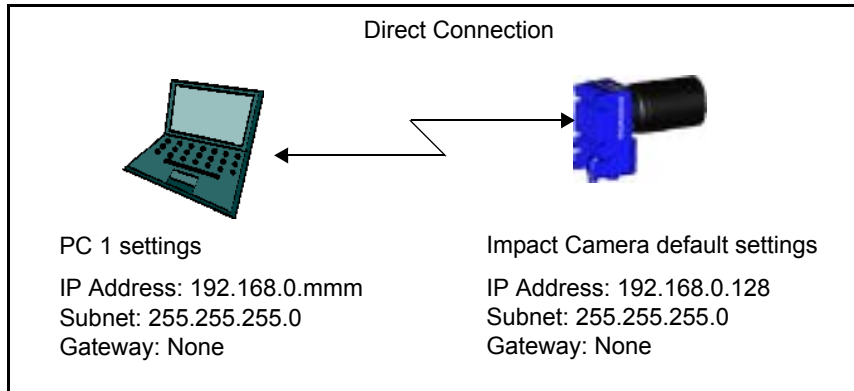 Direct Connection
PC 1 settings
IP Address: 192.168.0.mmm
Subnet: 255.255.255.0
Gateway: None
Impact Camera default settings
IP Address: 192.168.0.128
Subnet: 255.255.255.0
Gateway: None